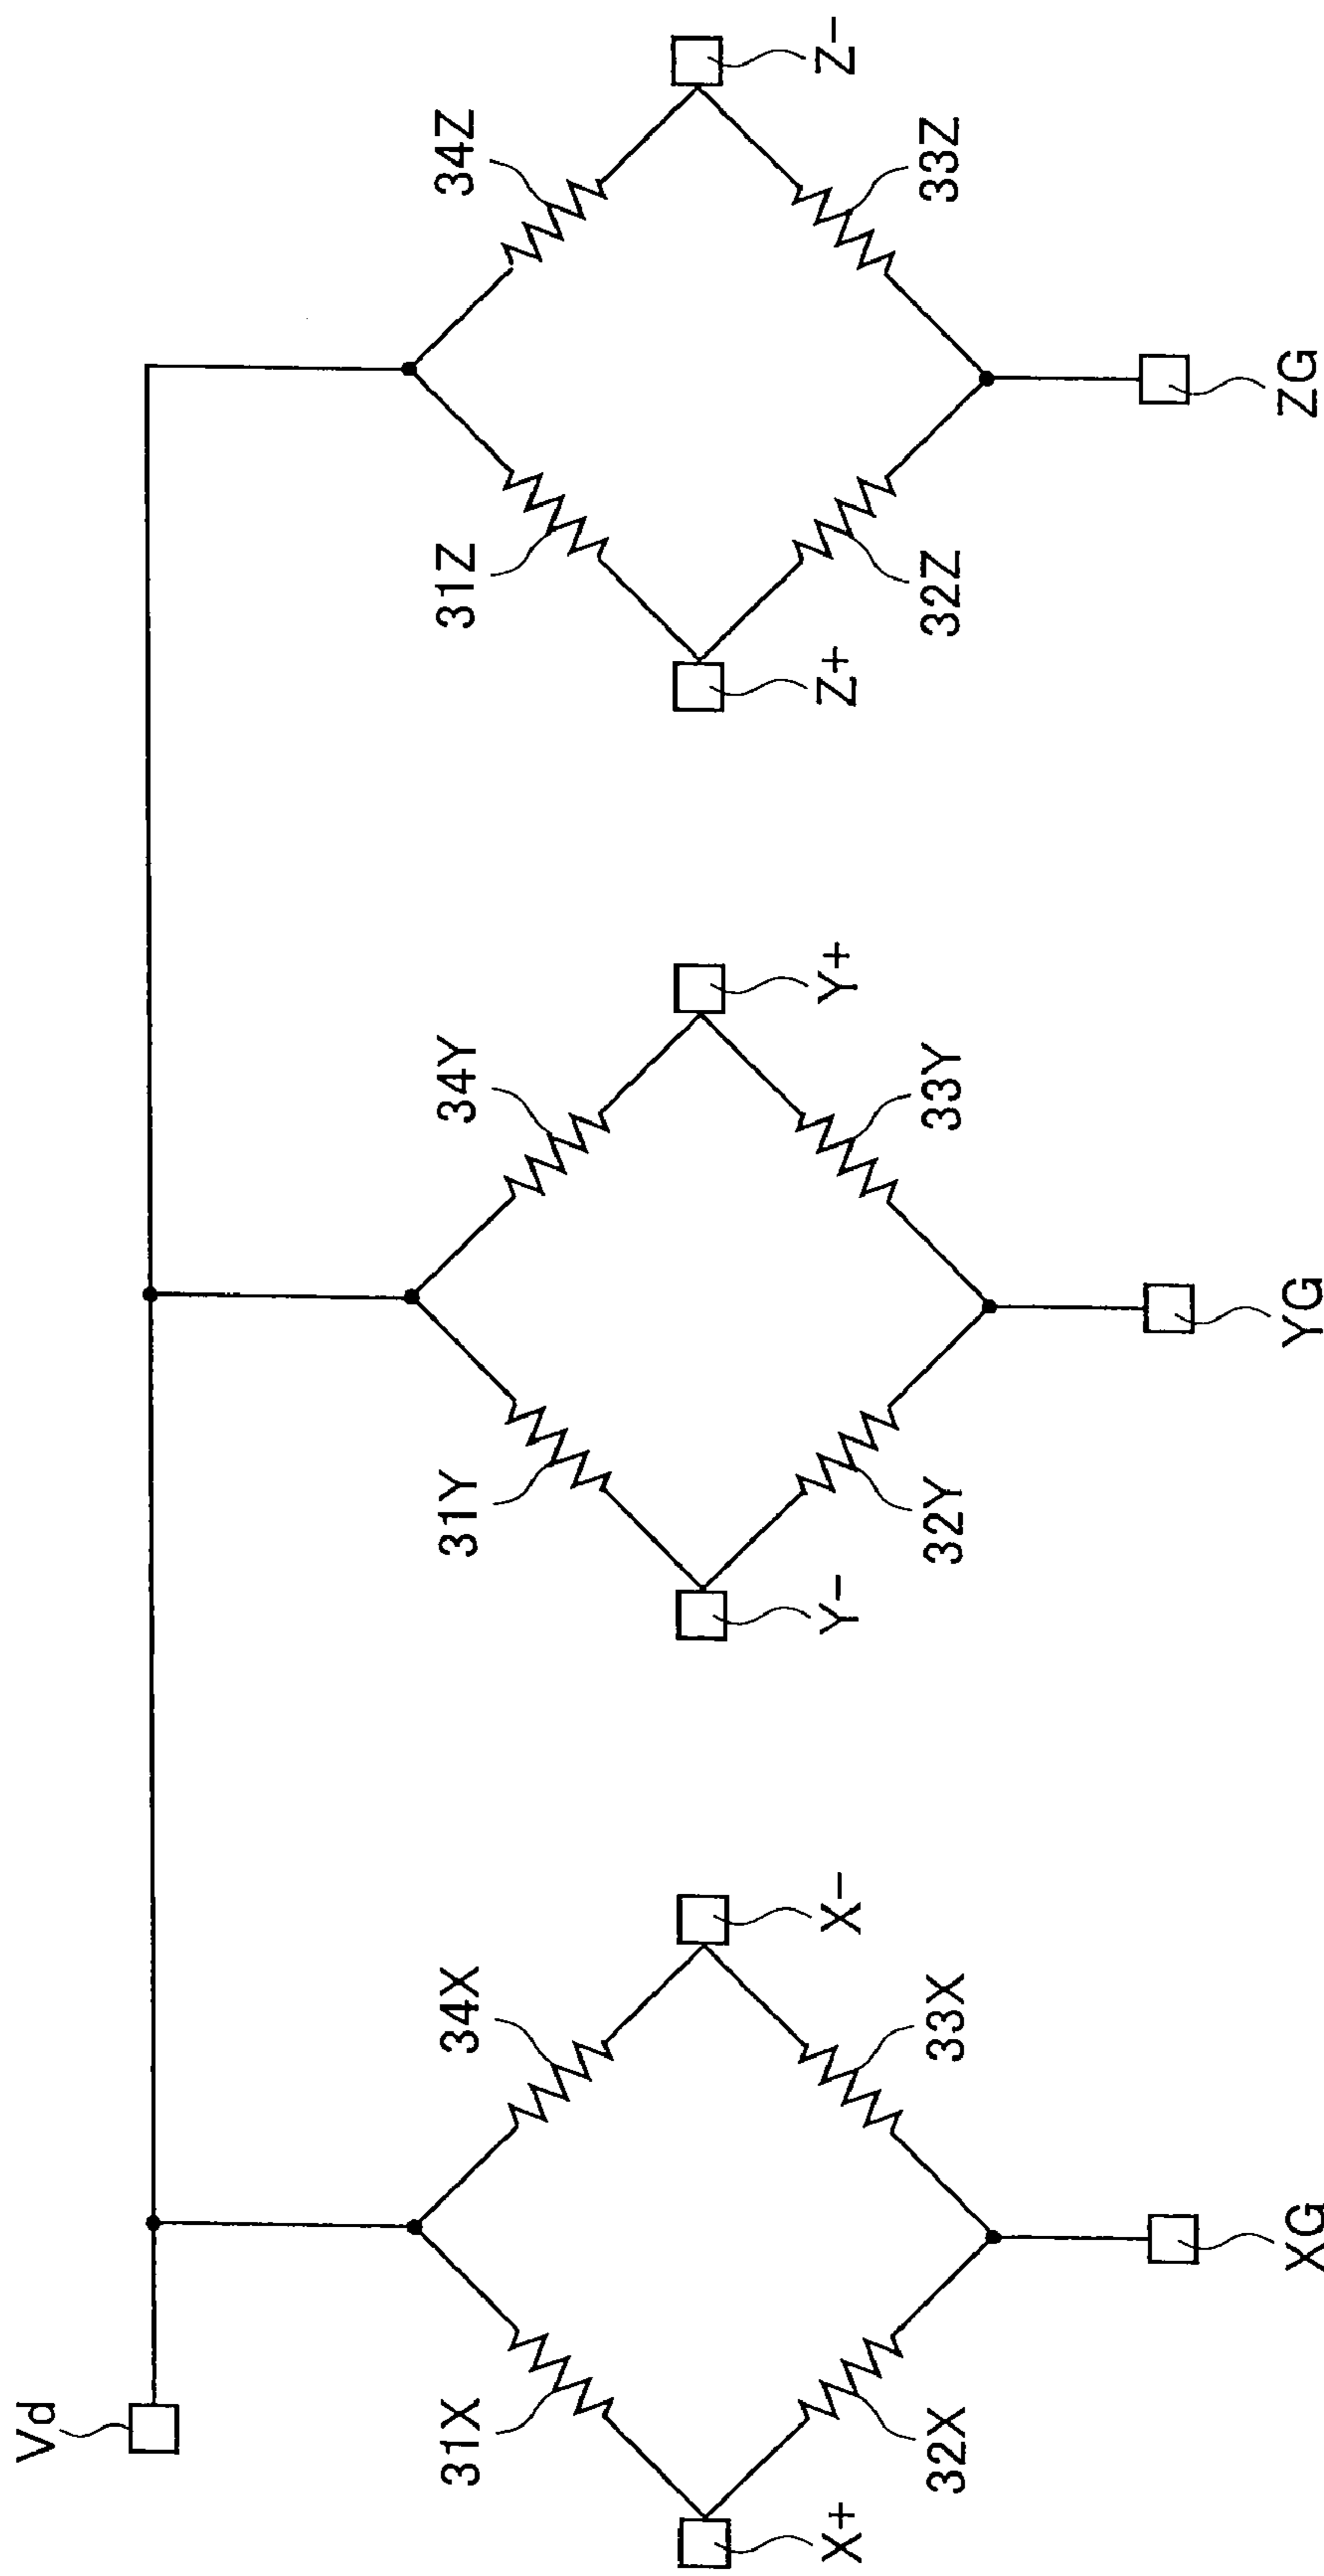 Vd
31X
34X
X+
X-
32X
33X
XG
31Y
34Y
Y-
Y+
32Y
33Y
YG
31Z
34Z
Z+
Z-
32Z
33Z
ZG